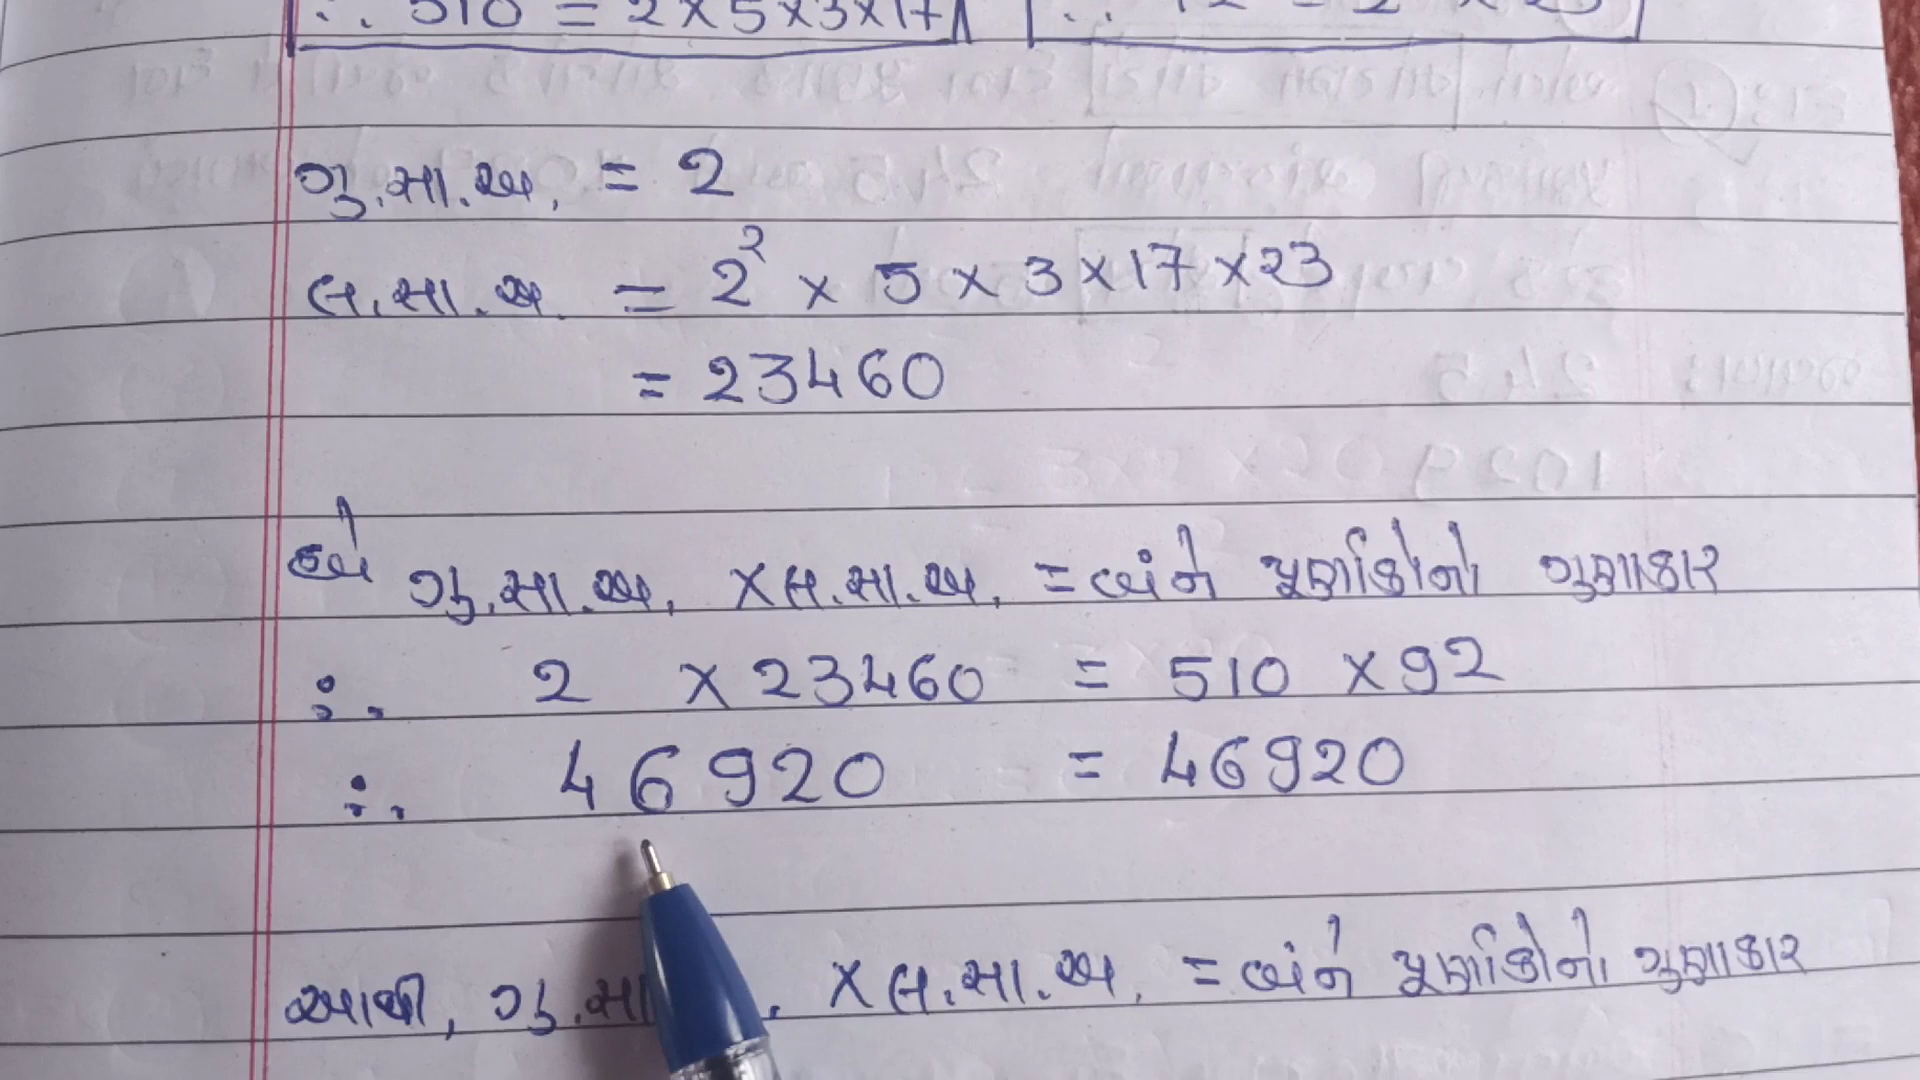 ∴ 510 = 2 × 5 × 3 × 17
ગુ.સા.અ. = 2
લ.સા.અ. = 2² × 5 × 3 × 17 × 23
= 23460
હવે ગુ.સા.અ. × લ.સા.અ. = બંને પૂર્ણાંકોનો ગુણાકાર
∴ 2 × 23460 = 510 × 92
∴ 46920 = 46920
આથી, ગુ.સા. × લ.સા.અ. = બંને પૂર્ણાંકોનો ગુણાકાર